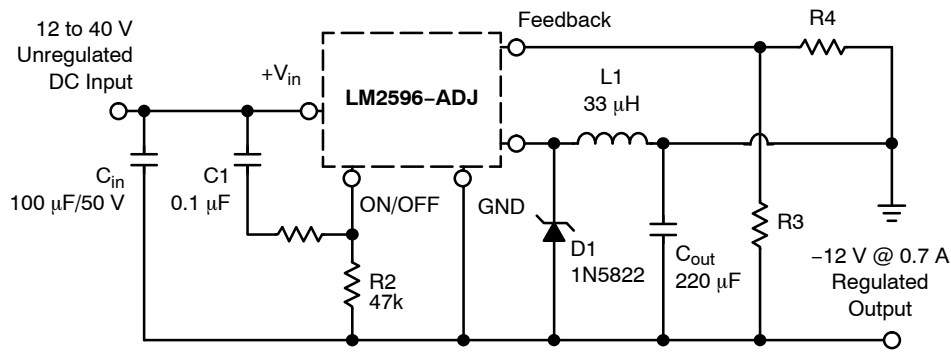 12 to 40 V
Unregulated
DC Input
+Vin
LM2596−ADJ
Feedback
R4
L1
33 μH
Cin
100 μF/50 V
C1
0.1 μF
ON/OFF
GND
R2
47k
D1
1N5822
Cout
220 μF
R3
−12 V @ 0.7 A
Regulated
Output